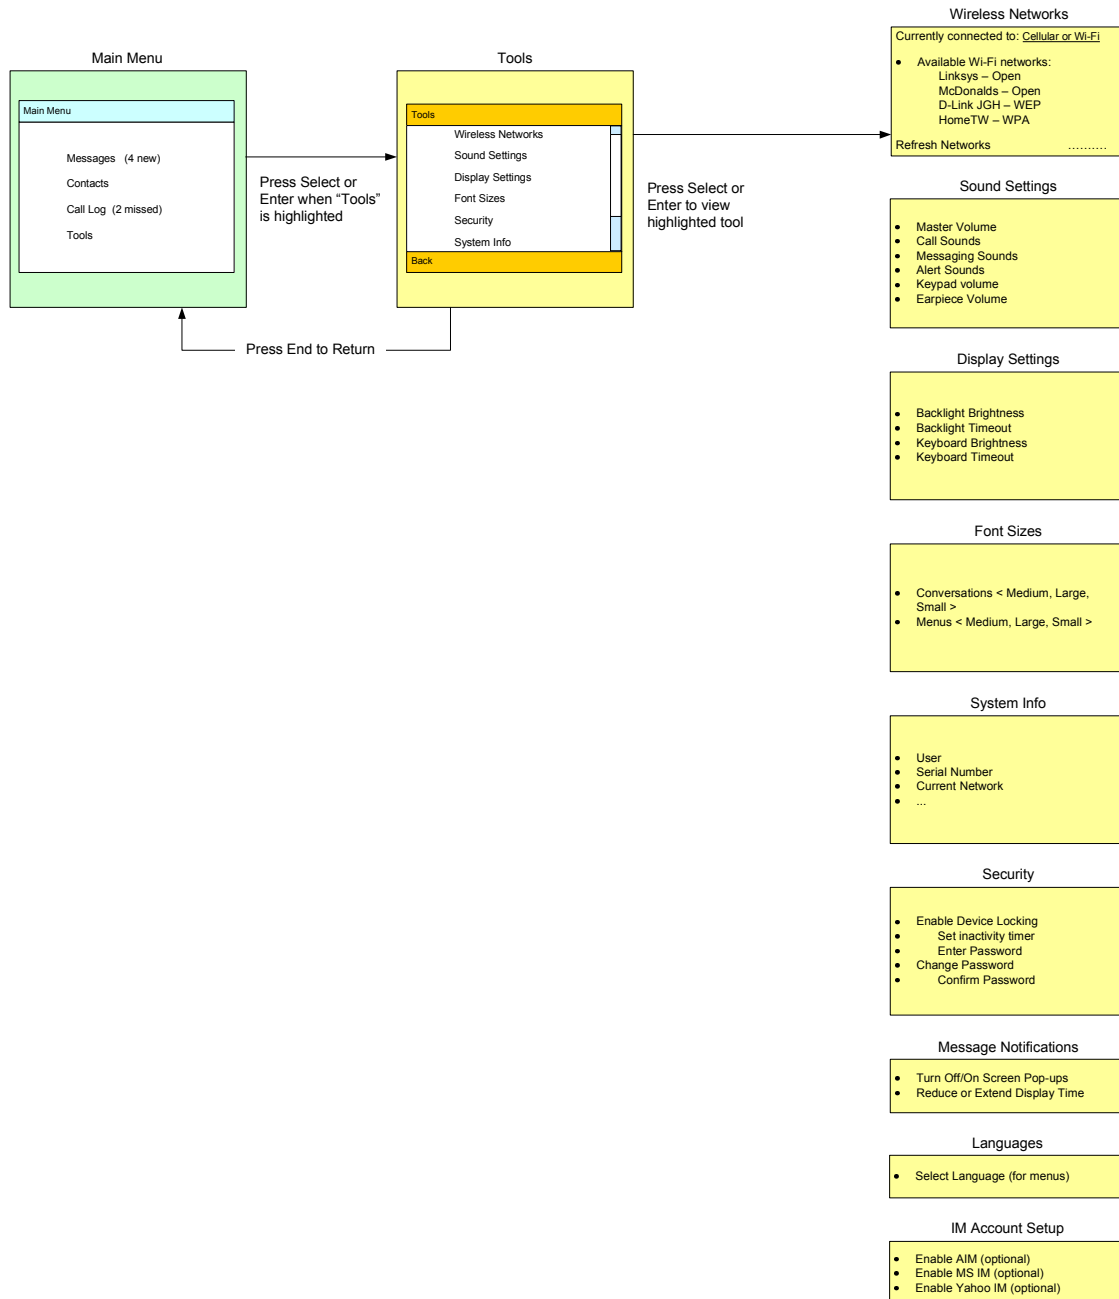 Main Menu
Main Menu
Messages (4 new)
Contacts
Call Log (2 missed)
Tools
Press Select or
Enter when “Tools”
is highlighted
Tools
Tools
Wireless Networks
Sound Settings
Display Settings
Font Sizes
Security
System Info
Back
Press Select or
Enter to view
highlighted tool
Press End to Return
Wireless Networks
Currently connected to: Cellular or Wi-Fi
• Available Wi-Fi networks:
Linksys – Open
McDonalds – Open
D-Link JGH – WEP
HomeTW – WPA
Refresh Networks ..........
Sound Settings
• Master Volume
• Call Sounds
• Messaging Sounds
• Alert Sounds
• Keypad volume
• Earpiece Volume
Display Settings
• Backlight Brightness
• Backlight Timeout
• Keyboard Brightness
• Keyboard Timeout
Font Sizes
• Conversations < Medium, Large,
Small >
• Menus < Medium, Large, Small >
System Info
• User
• Serial Number
• Current Network
• ...
Security
• Enable Device Locking
• Set inactivity timer
• Enter Password
• Change Password
• Confirm Password
Message Notifications
• Turn Off/On Screen Pop-ups
• Reduce or Extend Display Time
Languages
• Select Language (for menus)
IM Account Setup
• Enable AIM (optional)
• Enable MS IM (optional)
• Enable Yahoo IM (optional)